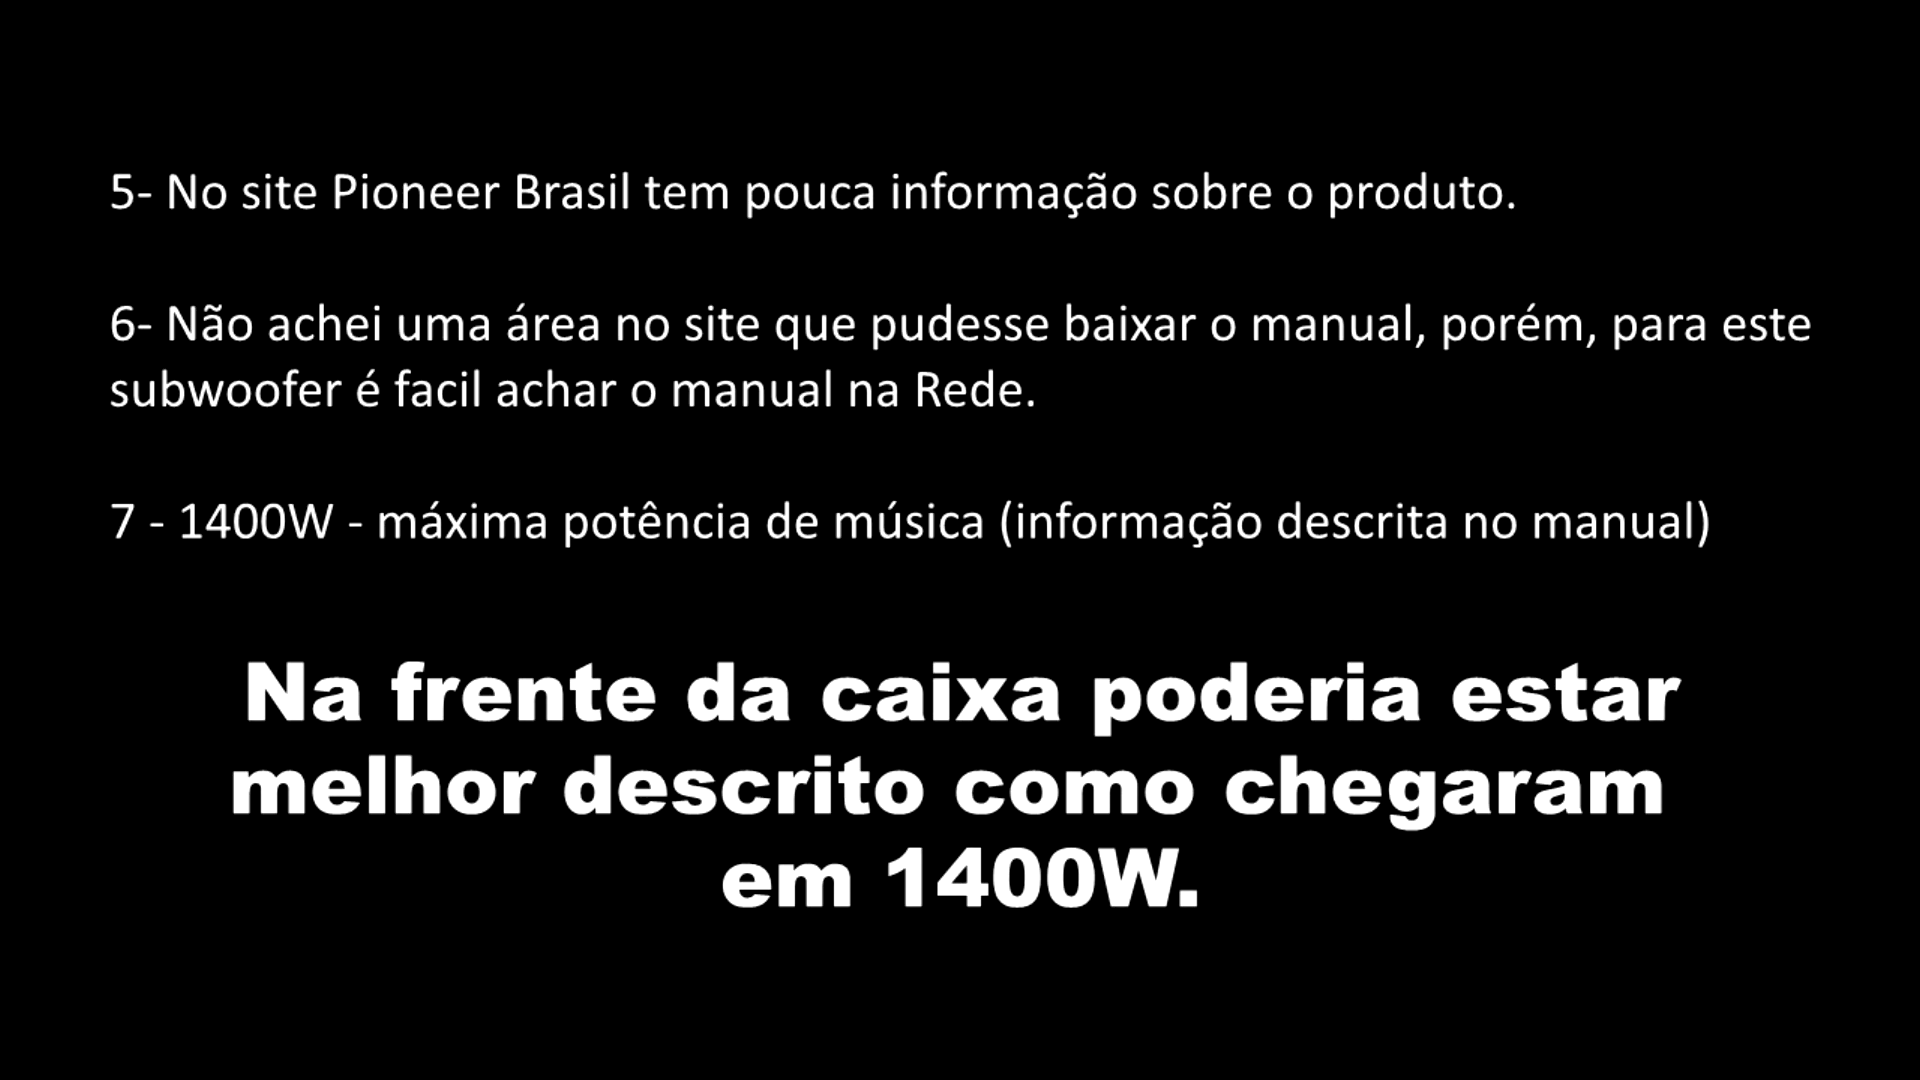 5- No site Pioneer Brasil tem pouca informação sobre o produto.
6- Não achei uma área no site que pudesse baixar o manual, porém, para este
subwoofer é facil achar o manual na Rede.
7 - 1400W - máxima potência de música (informação descrita no manual)
Na frente da caixa poderia estar
melhor descrito como chegaram
em 1400W.